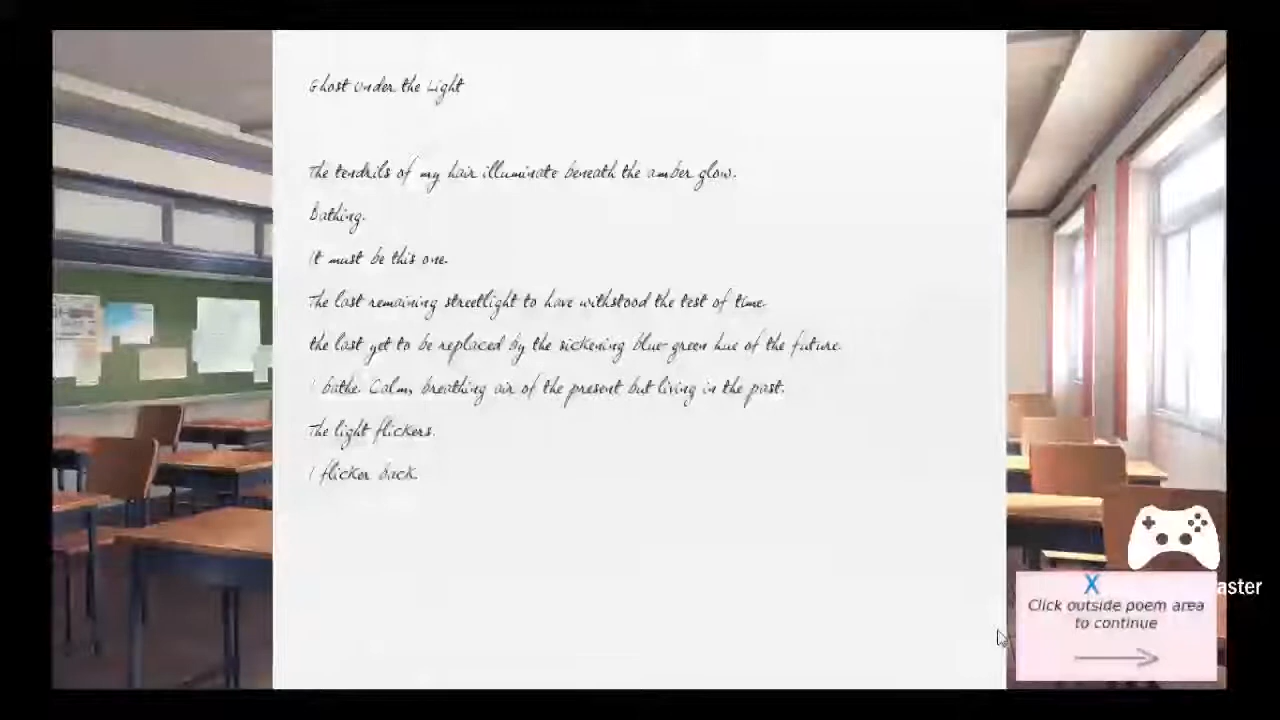 Ghost Under the Light
The tendrils of my hair illuminate beneath the amber glow.
Bathing.
It must be this one.
The last remaining streetlight to have withstood the test of time.
the last yet to be replaced by the sickening blue-green hue of the future.
I bathe. Calm, breathing air of the present but living in the past.
The light flickers.
I flicker back.
X
aster
Click outside poem area
to continue